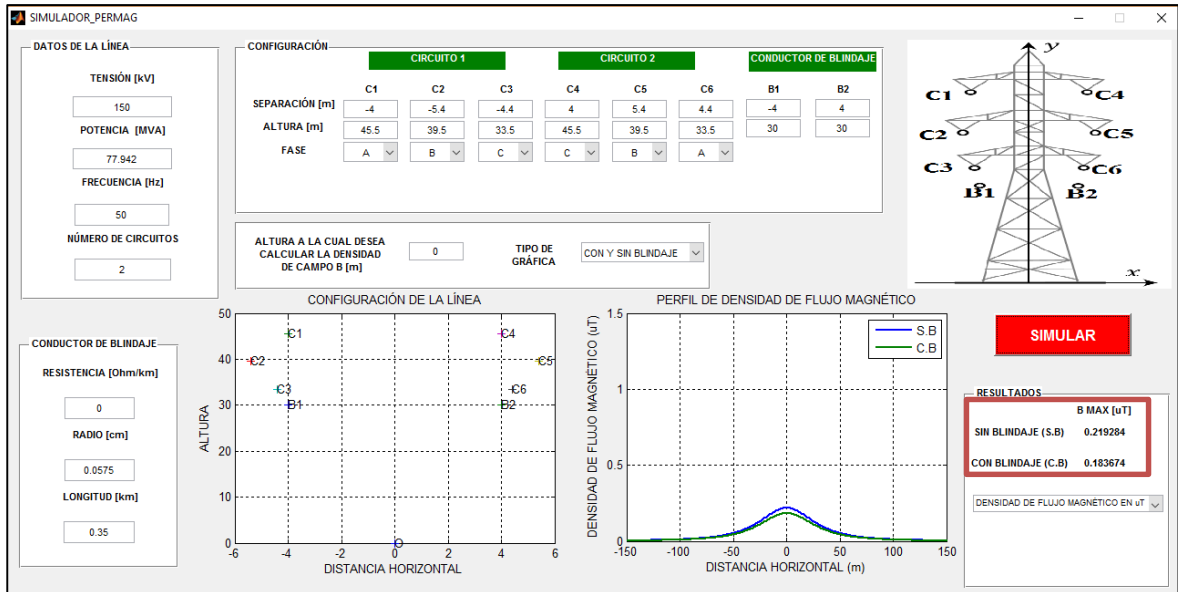 SIMULADOR_PERMAG
DATOS DE LA LÍNEA
TENSIÓN [kV]
150
POTENCIA [MVA]
77.942
FRECUENCIA [Hz]
50
NÚMERO DE CIRCUITOS
2
CONFIGURACIÓN
CIRCUITO 1 CIRCUITO 2 CONDUCTOR DE BLINDAJE
C1 C2 C3 C4 C5 C6 B1 B2
SEPARACIÓN [m] -4 -5.4 -4.4 4 5.4 4.4 -4 4
ALTURA [m] 45.5 39.5 33.5 45.5 39.5 33.5 30 30
FASE A B C C B A
ALTURA A LA CUAL DESEA
CALCULAR LA DENSIDAD
DE CAMPO B [m]
0
TIPO DE
GRÁFICA
CON Y SIN BLINDAJE
y
C1 C4
C2 C5
C3 C6
B1 B2
x
CONDUCTOR DE BLINDAJE
RESISTENCIA [Ohm/km]
0
RADIO [cm]
0.0575
LONGITUD [km]
0.35
CONFIGURACIÓN DE LA LÍNEA
50
40
30
20
10
0
ALTURA
C1 C4
C2 C5
C3 C6
B1 B2
O
-6 -4 -2 0 2 4 6
DISTANCIA HORIZONTAL
PERFIL DE DENSIDAD DE FLUJO MAGNÉTICO
1.5
1
0.5
0
DENSIDAD DE FLUJO MAGNÉTICO (uT)
S.B
C.B
-150 -100 -50 0 50 100 150
DISTANCIA HORIZONTAL (m)
SIMULAR
RESULTADOS
B MAX [uT]
SIN BLINDAJE (S.B) 0.219284
CON BLINDAJE (C.B) 0.183674
DENSIDAD DE FLUJO MAGNÉTICO EN uT